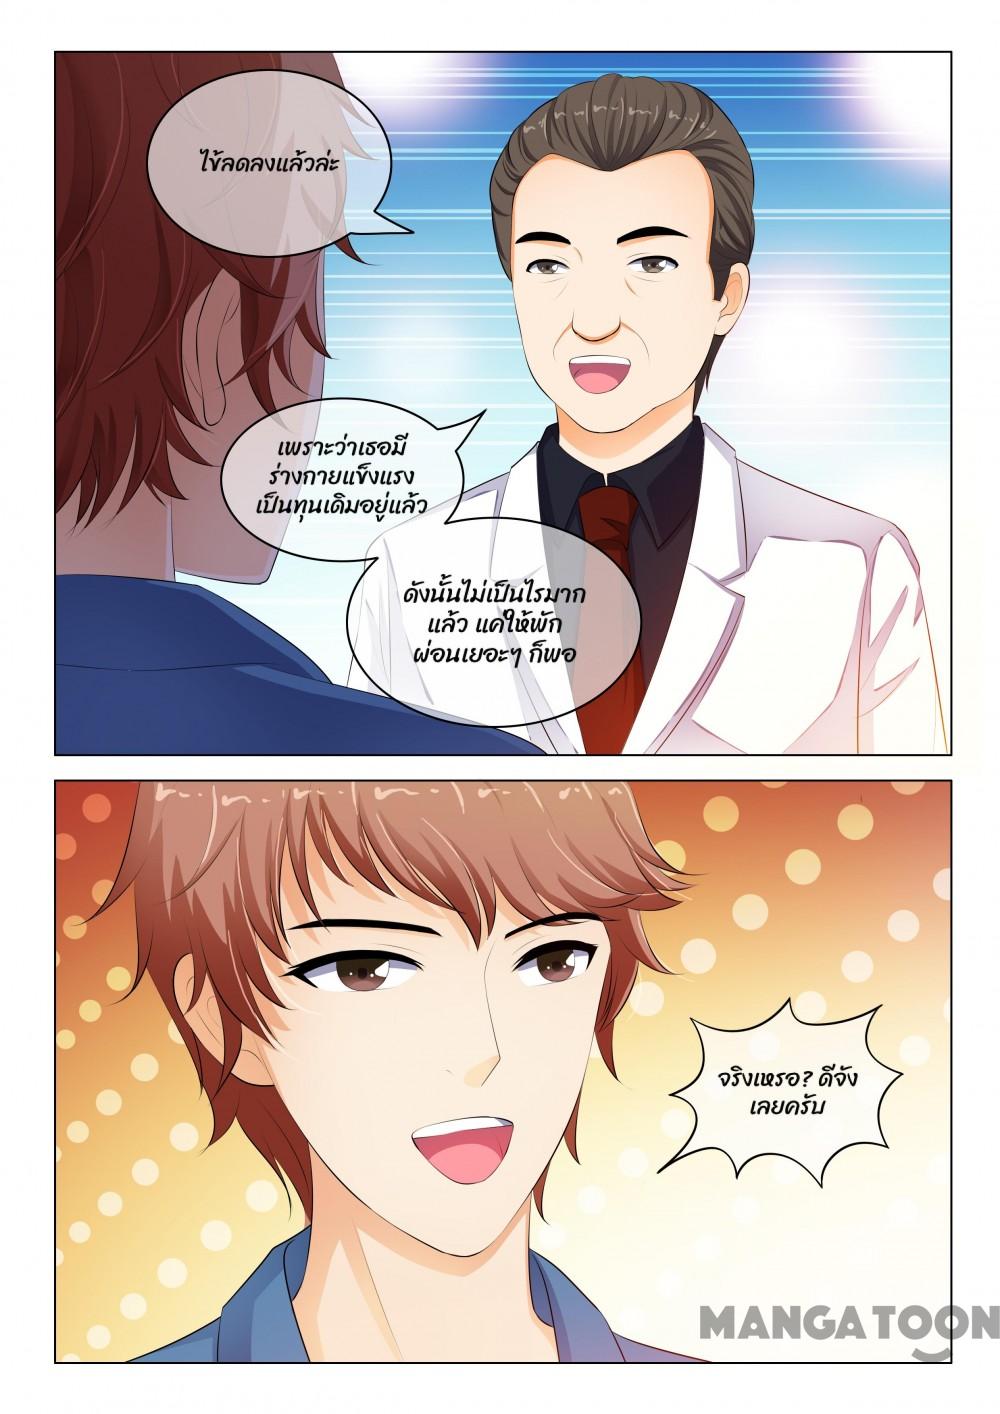 ไข้ลดลงแล้วล่ะ
เพราะว่าเธอมี
ร่างกายแข็งแรง
เป็นทุนเดิมอยู่แล้ว
ดังนั้นไม่เป็นไรมาก
แล้ว แค่ให้พัก
ผ่อนเยอะๆ ก็พอ
จริงเหรอ? ดีจัง
เลยครับ
MANGATOON